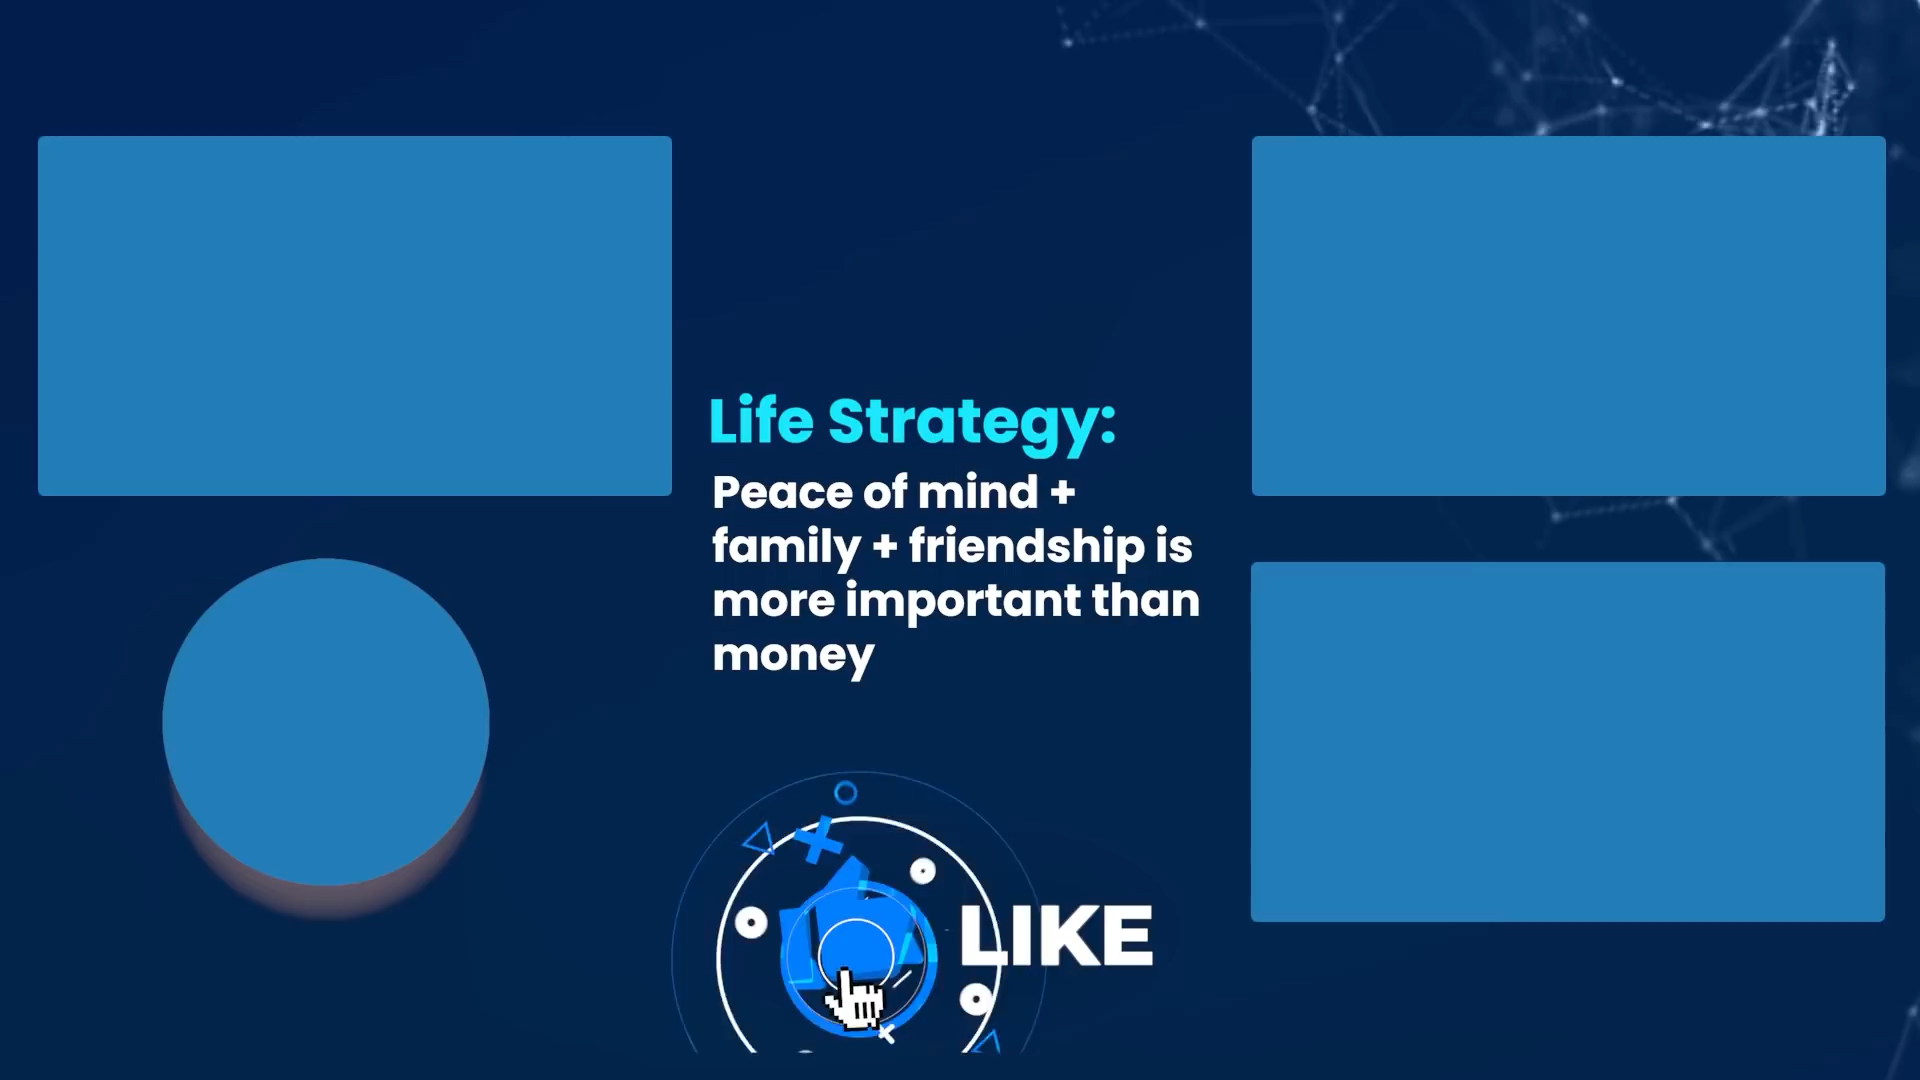 Life Strategy:
Peace of mind +
family + friendship is
more important than
money
LIKE